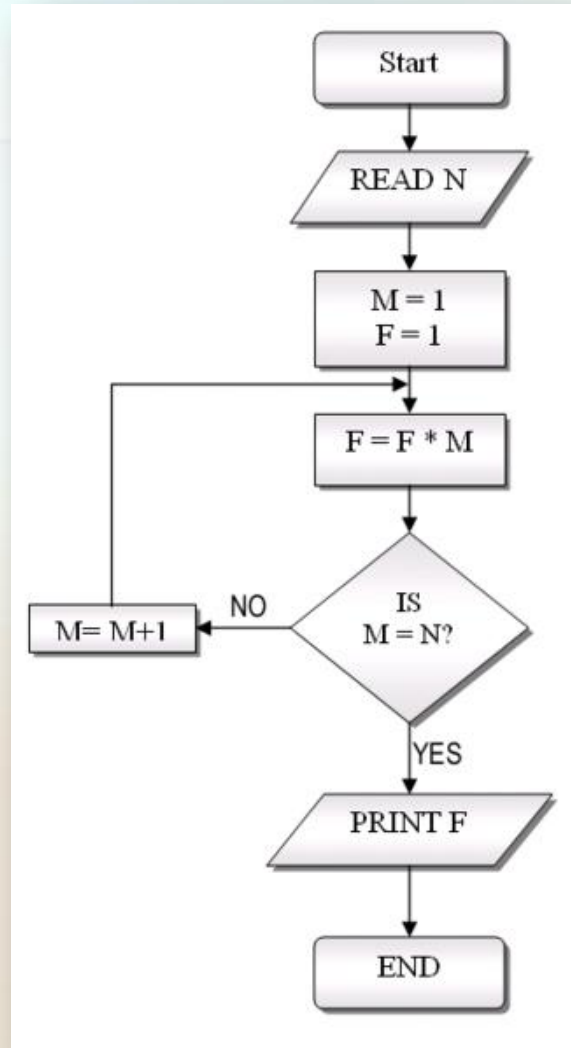 Start
READ N
M = 1
F = 1
F = F * M
IS
M = N?
NO
M= M+1
YES
PRINT F
END